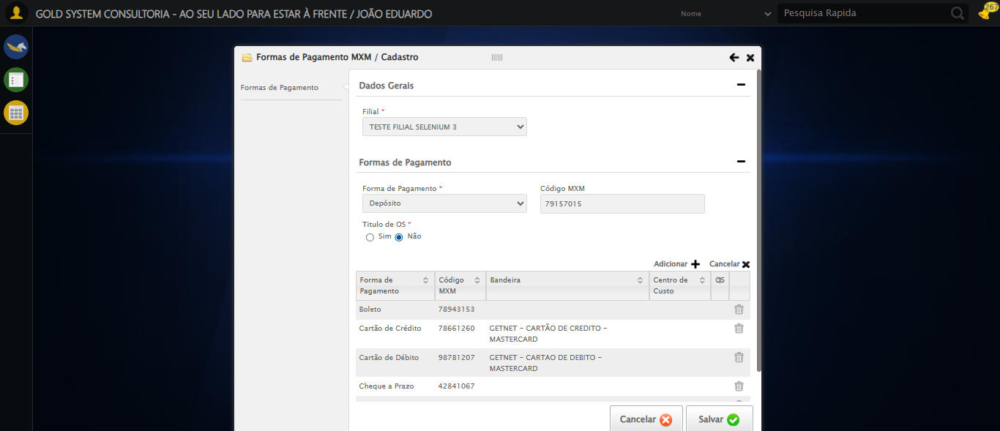 GOLD SYSTEM CONSULTORIA - AO SEU LADO PARA ESTAR À FRENTE / JOÃO EDUARDO
Nome
Pesquisa Rapida
267
Formas de Pagamento MXM / Cadastro
Formas de Pagamento
Dados Gerais
Filial *
TESTE FILIAL SELENIUM 3
Formas de Pagamento
Forma de Pagamento * Código MXM
Depósito 79157015
Titulo de OS *
Sim Não
Adicionar Cancelar
Forma de Código Bandeira Centro de OS
Pagamento MXM Custo
Boleto 78943153
Cartão de Crédito 78661260 GETNET - CARTÃO DE CREDITO -
MASTERCARD
Cartão de Débito 98781207 GETNET - CARTAO DE DEBITO -
MASTERCARD
Cheque a Prazo 42841067
Cancelar Salvar